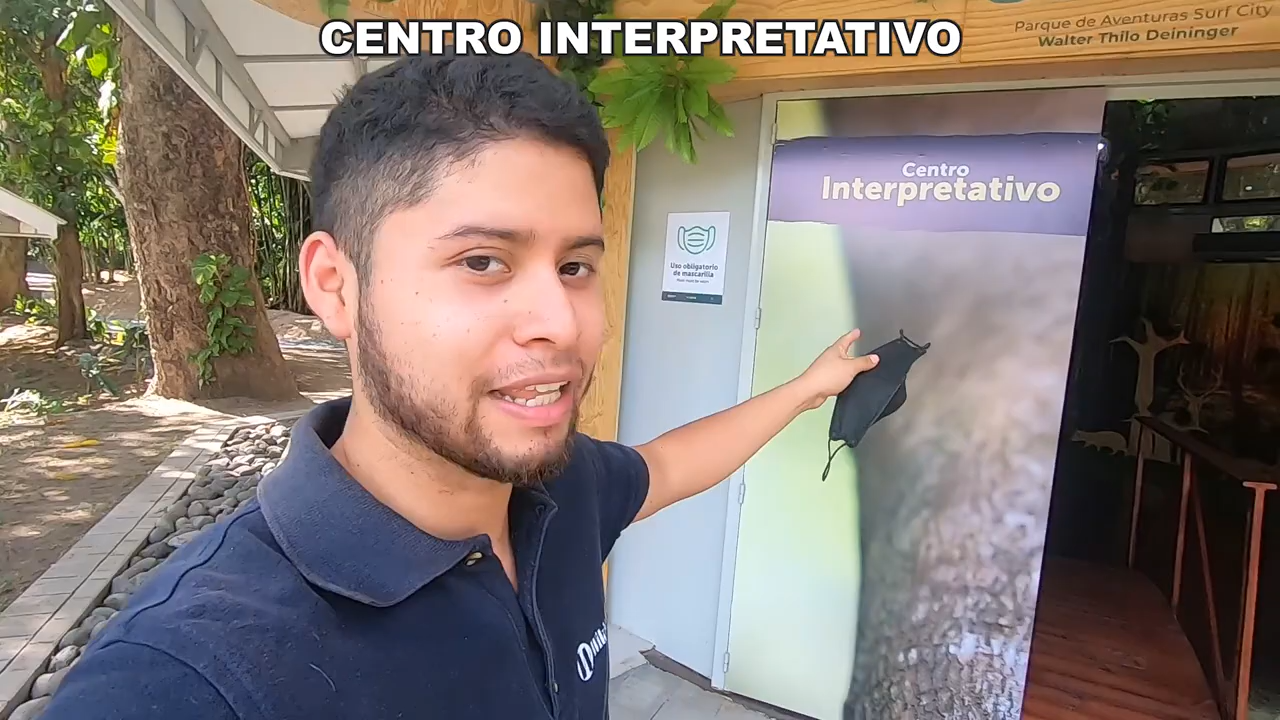 CENTRO INTERPRETATIVO
Parque de Aventuras Surf City
Walter Thilo Deininger
Centro
Interpretativo
Uso obligatorio
de mascarilla